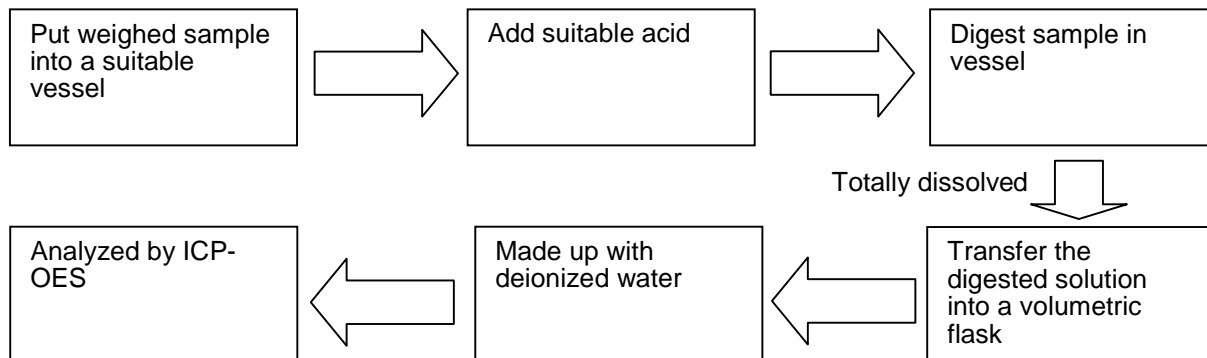 Put weighed sample
into a suitable
vessel
Add suitable acid
Digest sample in
vessel
Totally dissolved
Transfer the
digested solution
into a volumetric
flask
Made up with
deionized water
Analyzed by ICP-
OES